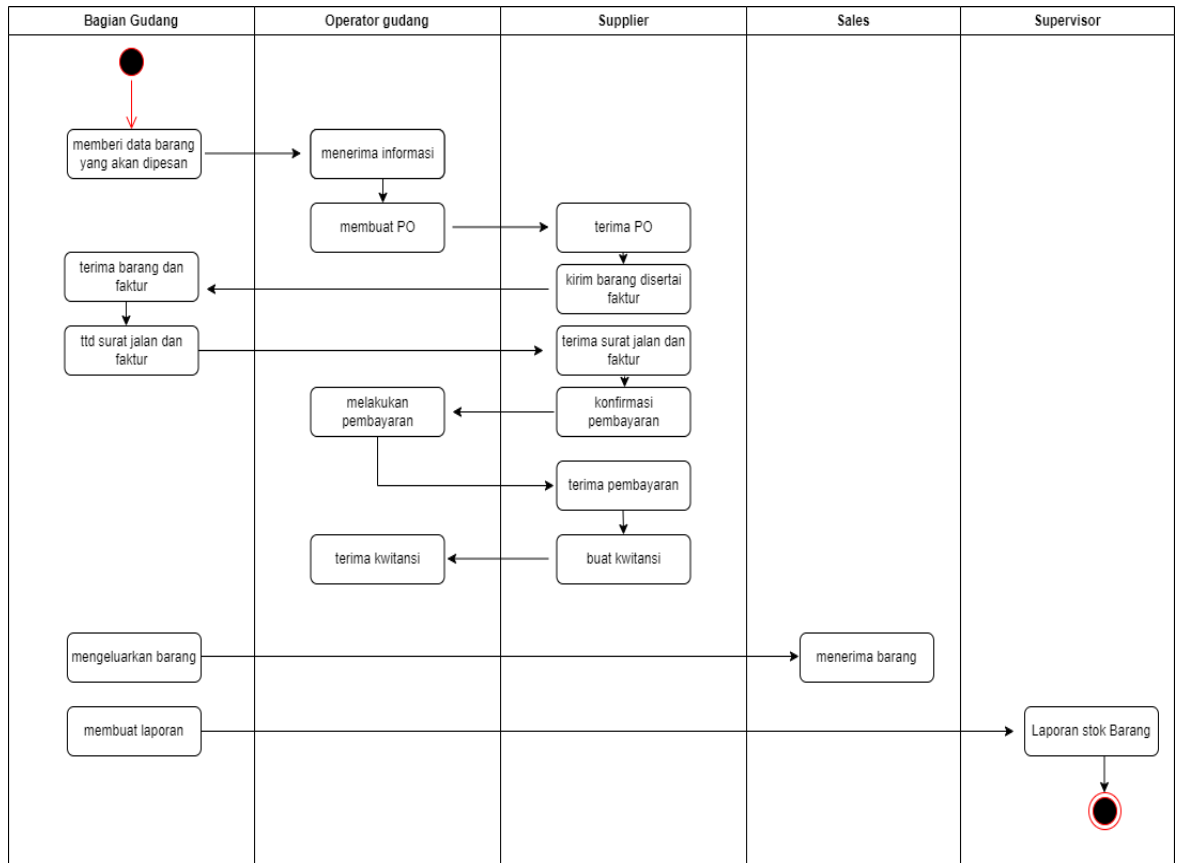 Bagian Gudang
Operator gudang
Supplier
Sales
Supervisor
memberi data barang
yang akan dipesan
menerima informasi
membuat PO
terima PO
terima barang dan
faktur
kirim barang disertai
faktur
ttd surat jalan dan
faktur
terima surat jalan dan
faktur
melakukan
pembayaran
konfirmasi
pembayaran
terima pembayaran
terima kwitansi
buat kwitansi
mengeluarkan barang
menerima barang
membuat laporan
Laporan stok Barang